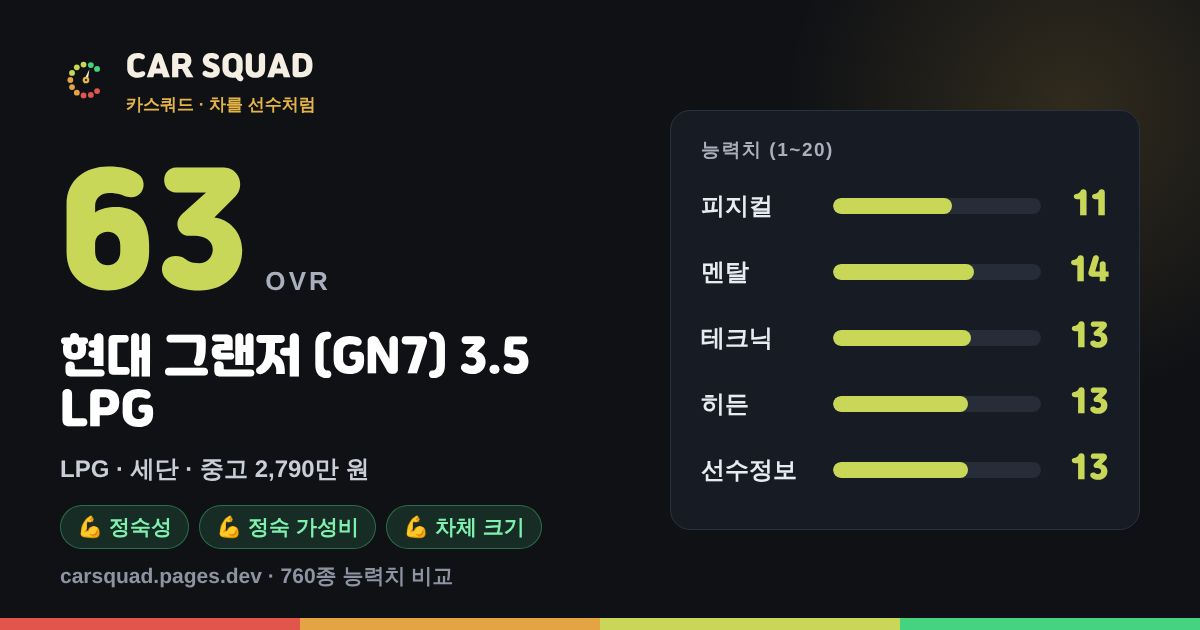 CAR SQUAD
카스쿼드 · 차를 선수처럼
63 OVR
현대 그랜저 (GN7) 3.5
LPG
LPG · 세단 · 중고 2,790만 원
💪 정숙성 💪 정숙 가성비 💪 차체 크기
carsquad.pages.dev · 760종 능력치 비교
능력치 (1~20)
피지컬 11
멘탈 14
테크닉 13
히든 13
선수정보 13